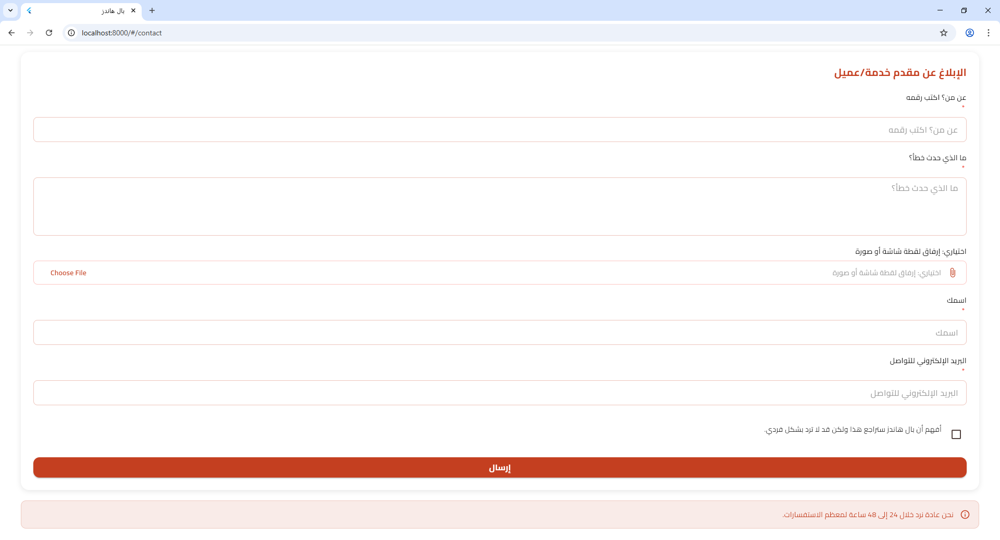 بال هاندز
localhost:8000/#/contact
الإبلاغ عن مقدم خدمة/عميل
عن من؟ اكتب رقمه
*
عن من؟ اكتب رقمه
ما الذي حدث خطأ؟
*
ما الذي حدث خطأ؟
اختياري: إرفاق لقطة شاشة أو صورة
اختياري: إرفاق لقطة شاشة أو صورة
Choose File
اسمك
*
اسمك
البريد الإلكتروني للتواصل
*
البريد الإلكتروني للتواصل
أفهم أن بال هاندز ستراجع هذا ولكن قد لا ترد بشكل فردي.
إرسال
نحن عادة نرد خلال 24 إلى 48 ساعة لمعظم الاستفسارات.